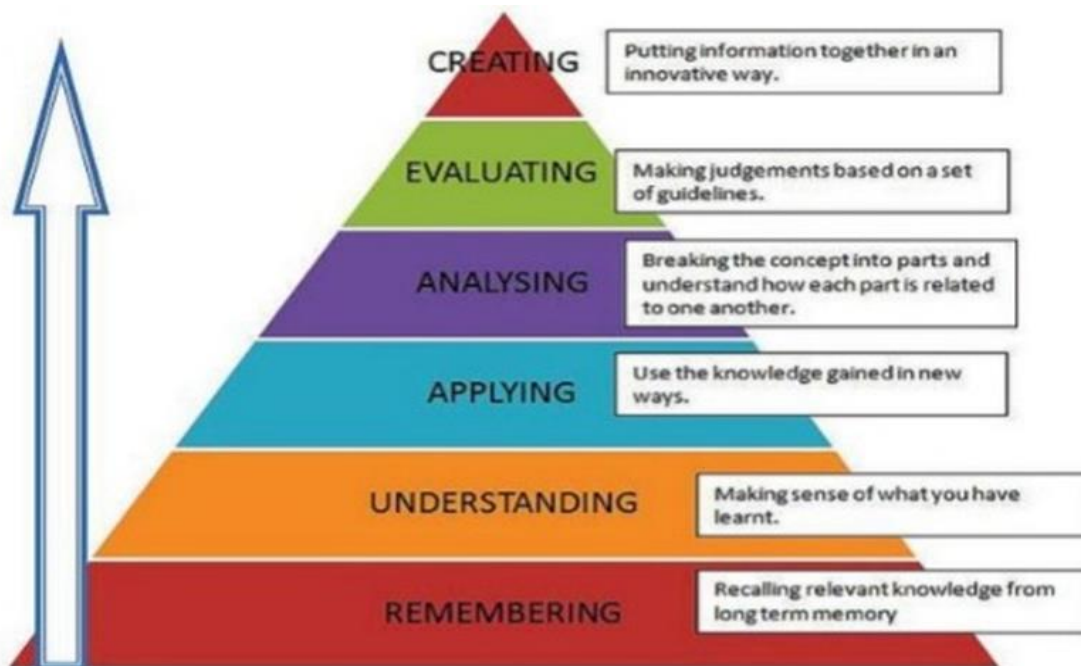 CREATING
Putting information together in an
innovative way.
EVALUATING
Making judgements based on a set
of guidelines.
ANALYSING
Breaking the concept into parts and
understand how each part is related
to one another.
APPLYING
Use the knowledge gained in new
ways.
UNDERSTANDING
Making sense of what you have
learnt.
REMEMBERING
Recalling relevant knowledge from
long term memory